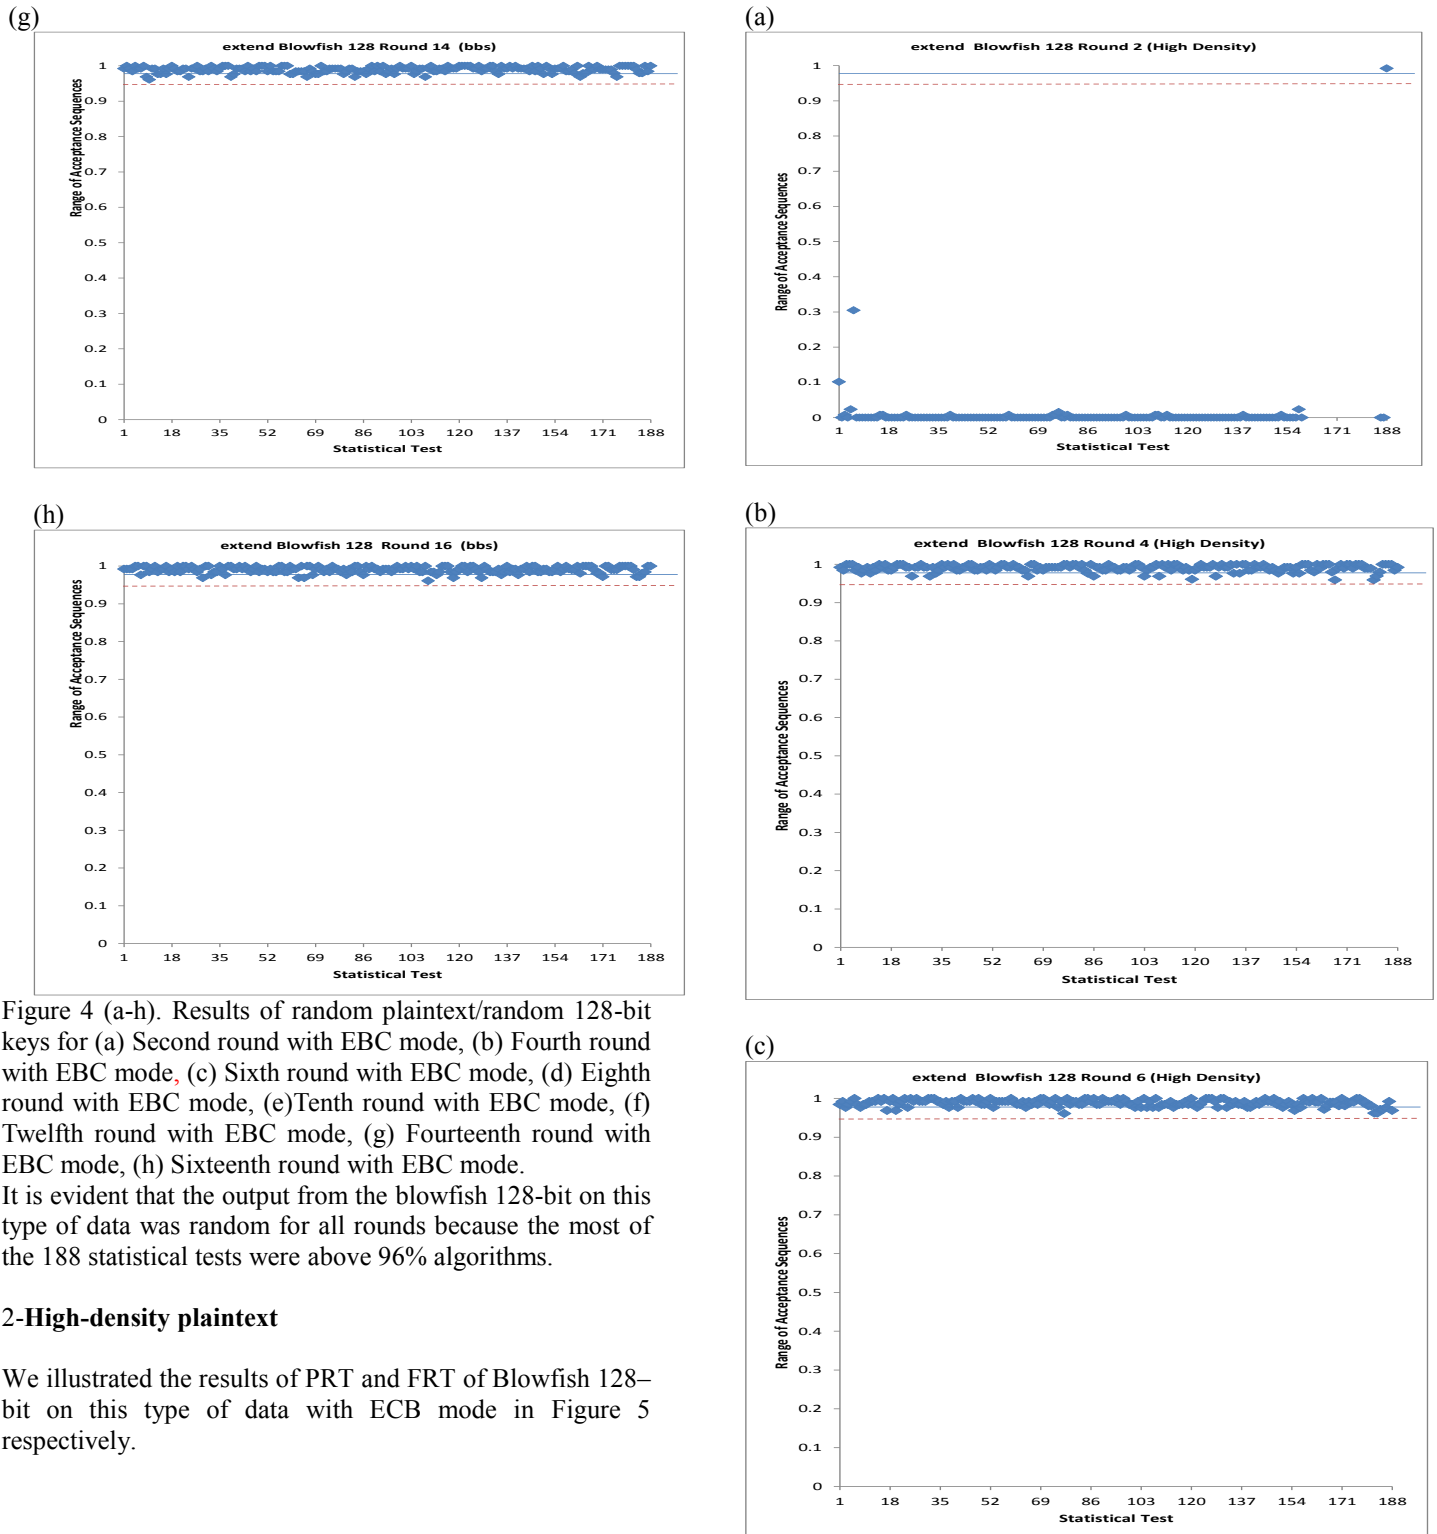 (g)
extend Blowfish 128 Round 14 (bbs)
Range of Acceptance Sequences
1
0.9
0.8
0.7
0.6
0.5
0.4
0.3
0.2
0.1
0
1 18 35 52 69 86 103 120 137 154 171 188
Statistical Test
(h)
extend Blowfish 128 Round 16 (bbs)
Range of Acceptance Sequences
1
0.9
0.8
0.7
0.6
0.5
0.4
0.3
0.2
0.1
0
1 18 35 52 69 86 103 120 137 154 171 188
Statistical Test
Figure 4 (a-h). Results of random plaintext/random 128-bit
keys for (a) Second round with EBC mode, (b) Fourth round
with EBC mode, (c) Sixth round with EBC mode, (d) Eighth
round with EBC mode, (e)Tenth round with EBC mode, (f)
Twelfth round with EBC mode, (g) Fourteenth round with
EBC mode, (h) Sixteenth round with EBC mode.
It is evident that the output from the blowfish 128-bit on this
type of data was random for all rounds because the most of
the 188 statistical tests were above 96% algorithms.
2-High-density plaintext
We illustrated the results of PRT and FRT of Blowfish 128–
bit on this type of data with ECB mode in Figure 5
respectively.
(a)
extend Blowfish 128 Round 2 (High Density)
Range of Acceptance Sequences
1
0.9
0.8
0.7
0.6
0.5
0.4
0.3
0.2
0.1
0
1 18 35 52 69 86 103 120 137 154 171 188
Statistical Test
(b)
extend Blowfish 128 Round 4 (High Density)
Range of Acceptance Sequences
1
0.9
0.8
0.7
0.6
0.5
0.4
0.3
0.2
0.1
0
1 18 35 52 69 86 103 120 137 154 171 188
Statistical Test
(c)
extend Blowfish 128 Round 6 (High Density)
Range of Acceptance Sequences
1
0.9
0.8
0.7
0.6
0.5
0.4
0.3
0.2
0.1
0
1 18 35 52 69 86 103 120 137 154 171 188
Statistical Test